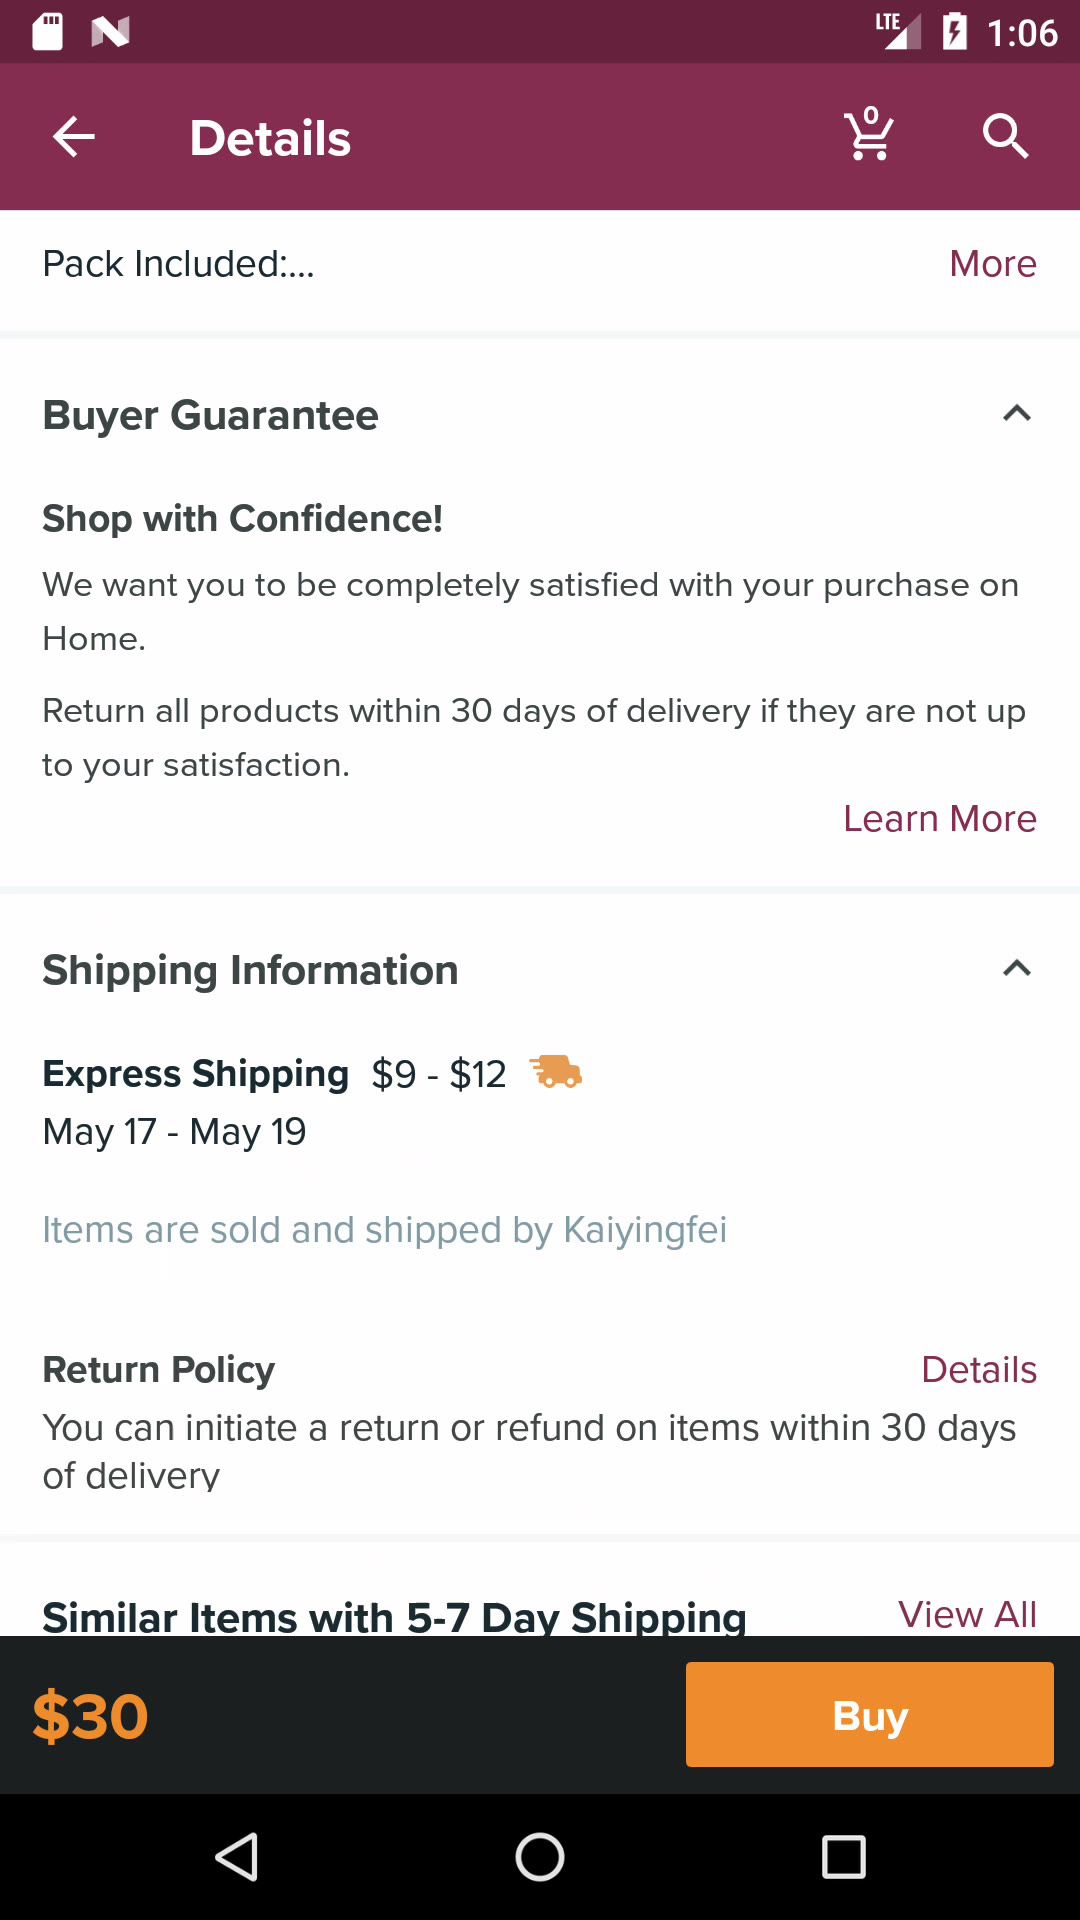 LTE 1:06
Details 0
Pack Included:... More
Buyer Guarantee
Shop with Confidence!
We want you to be completely satisfied with your purchase on
Home.
Return all products within 30 days of delivery if they are not up
to your satisfaction.
Learn More
Shipping Information
Express Shipping $9 - $12
May 17 - May 19
Items are sold and shipped by Kaiyingfei
Return Policy Details
You can initiate a return or refund on items within 30 days
of delivery
Similar Items with 5-7 Day Shipping View All
$30 Buy